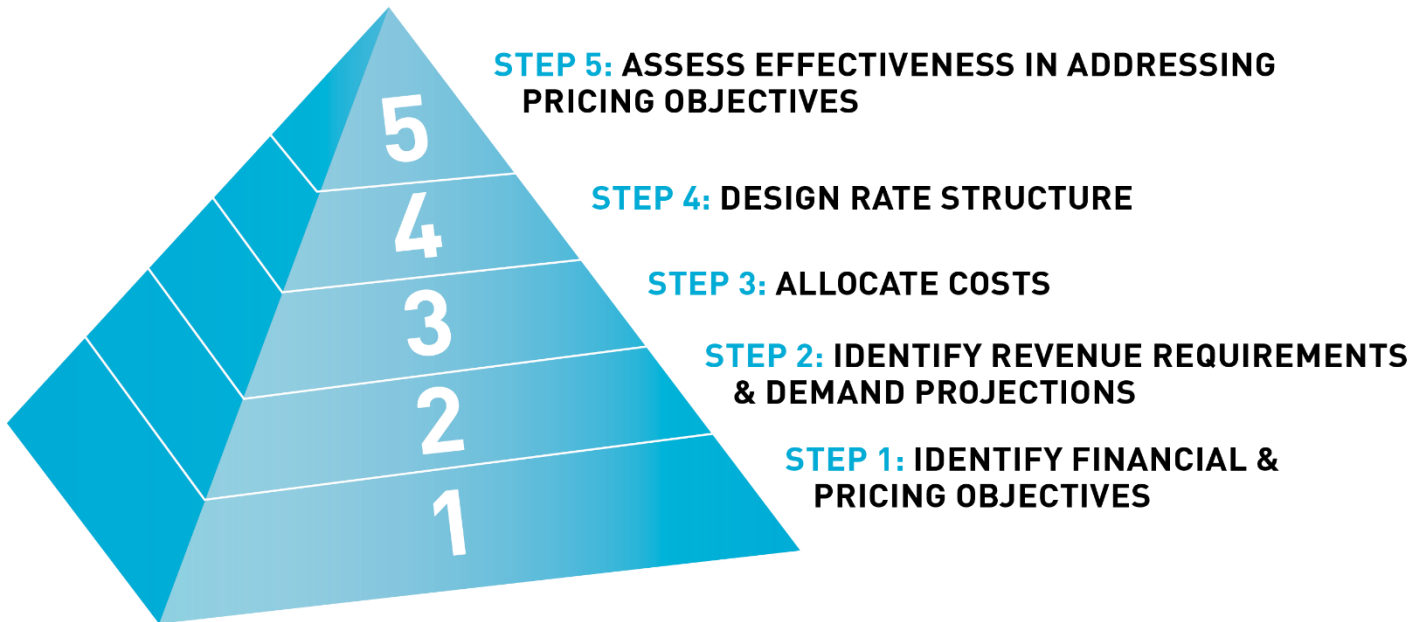 STEP 5: ASSESS EFFECTIVENESS IN ADDRESSING
PRICING OBJECTIVES
5
STEP 4: DESIGN RATE STRUCTURE
4
STEP 3: ALLOCATE COSTS
3
STEP 2: IDENTIFY REVENUE REQUIREMENTS
& DEMAND PROJECTIONS
2
STEP 1: IDENTIFY FINANCIAL &
PRICING OBJECTIVES
1